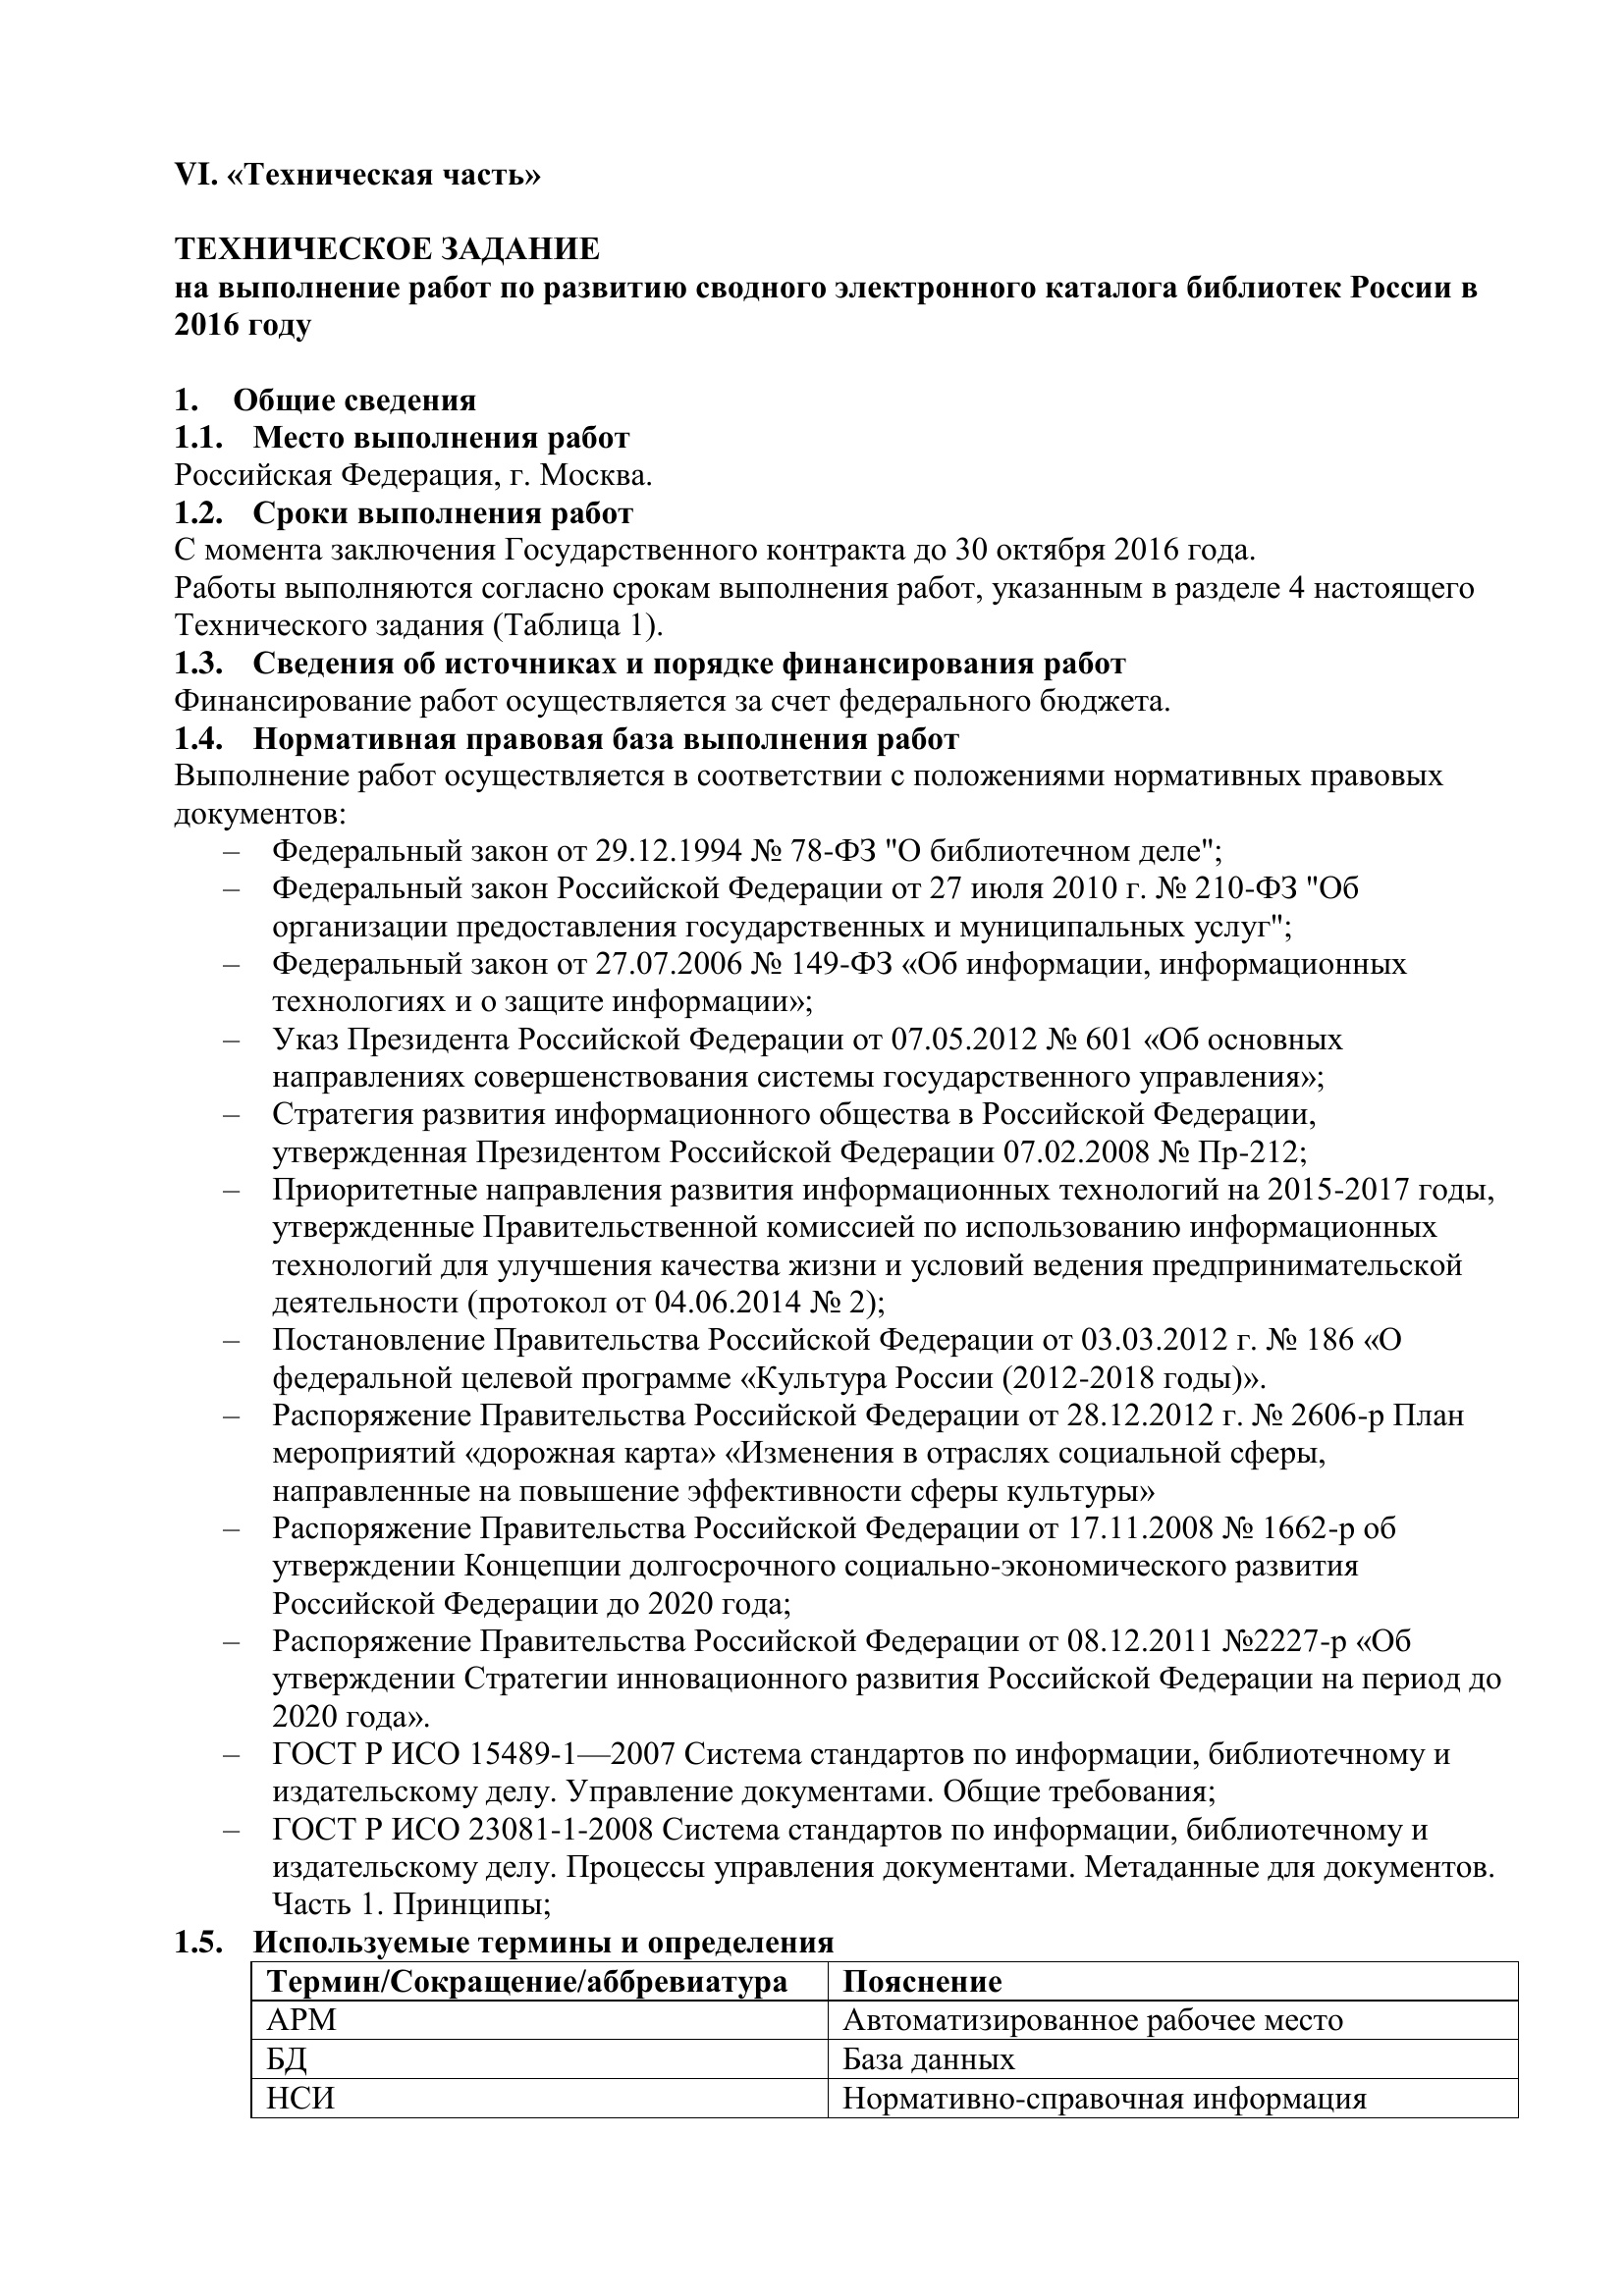 VI. «Техническая часть»
ТЕХНИЧЕСКОЕ ЗАДАНИЕ
на выполнение работ по развитию сводного электронного каталога библиотек России в
2016 году
1. Общие сведения
1.1. Место выполнения работ
Российская Федерация, г. Москва.
1.2. Сроки выполнения работ
С момента заключения Государственного контракта до 30 октября 2016 года.
Работы выполняются согласно срокам выполнения работ, указанным в разделе 4 настоящего
Технического задания (Таблица 1).
1.3. Сведения об источниках и порядке финансирования работ
Финансирование работ осуществляется за счет федерального бюджета.
1.4. Нормативная правовая база выполнения работ
Выполнение работ осуществляется в соответствии с положениями нормативных правовых
документов:
– Федеральный закон от 29.12.1994 № 78-ФЗ "О библиотечном деле";
– Федеральный закон Российской Федерации от 27 июля 2010 г. № 210-ФЗ "Об
организации предоставления государственных и муниципальных услуг";
– Федеральный закон от 27.07.2006 № 149-ФЗ «Об информации, информационных
технологиях и о защите информации»;
– Указ Президента Российской Федерации от 07.05.2012 № 601 «Об основных
направлениях совершенствования системы государственного управления»;
– Стратегия развития информационного общества в Российской Федерации,
утвержденная Президентом Российской Федерации 07.02.2008 № Пр-212;
– Приоритетные направления развития информационных технологий на 2015-2017 годы,
утвержденные Правительственной комиссией по использованию информационных
технологий для улучшения качества жизни и условий ведения предпринимательской
деятельности (протокол от 04.06.2014 № 2);
– Постановление Правительства Российской Федерации от 03.03.2012 г. № 186 «О
федеральной целевой программе «Культура России (2012-2018 годы)».
– Распоряжение Правительства Российской Федерации от 28.12.2012 г. № 2606-р План
мероприятий «дорожная карта» «Изменения в отраслях социальной сферы,
направленные на повышение эффективности сферы культуры»
– Распоряжение Правительства Российской Федерации от 17.11.2008 № 1662-р об
утверждении Концепции долгосрочного социально-экономического развития
Российской Федерации до 2020 года;
– Распоряжение Правительства Российской Федерации от 08.12.2011 №2227-р «Об
утверждении Стратегии инновационного развития Российской Федерации на период до
2020 года».
– ГОСТ Р ИСО 15489-1—2007 Система стандартов по информации, библиотечному и
издательскому делу. Управление документами. Общие требования;
– ГОСТ Р ИСО 23081-1-2008 Система стандартов по информации, библиотечному и
издательскому делу. Процессы управления документами. Метаданные для документов.
Часть 1. Принципы;
1.5. Используемые термины и определения
Термин/Сокращение/аббревиатура Пояснение
АРМ Автоматизированное рабочее место
БД База данных
НСИ Нормативно-справочная информация